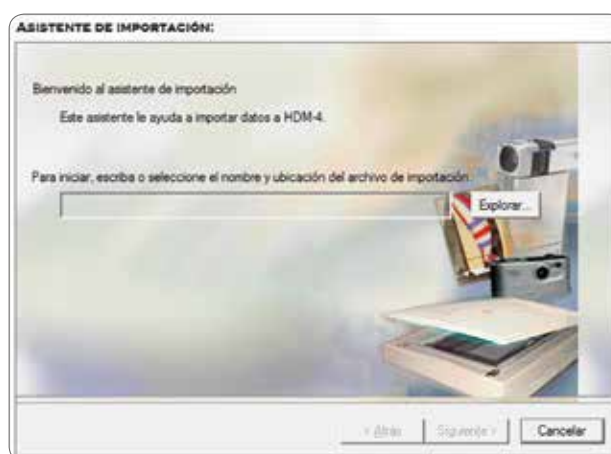 ASISTENTE DE IMPORTACIÓN:
Bienvenido al asistente de importación
Este asistente le ayuda a importar datos a HDM-4.
Para iniciar, escriba o seleccione el nombre y ubicación del archivo de importación
Explorar...
< Atrás
Siguiente >
Cancelar